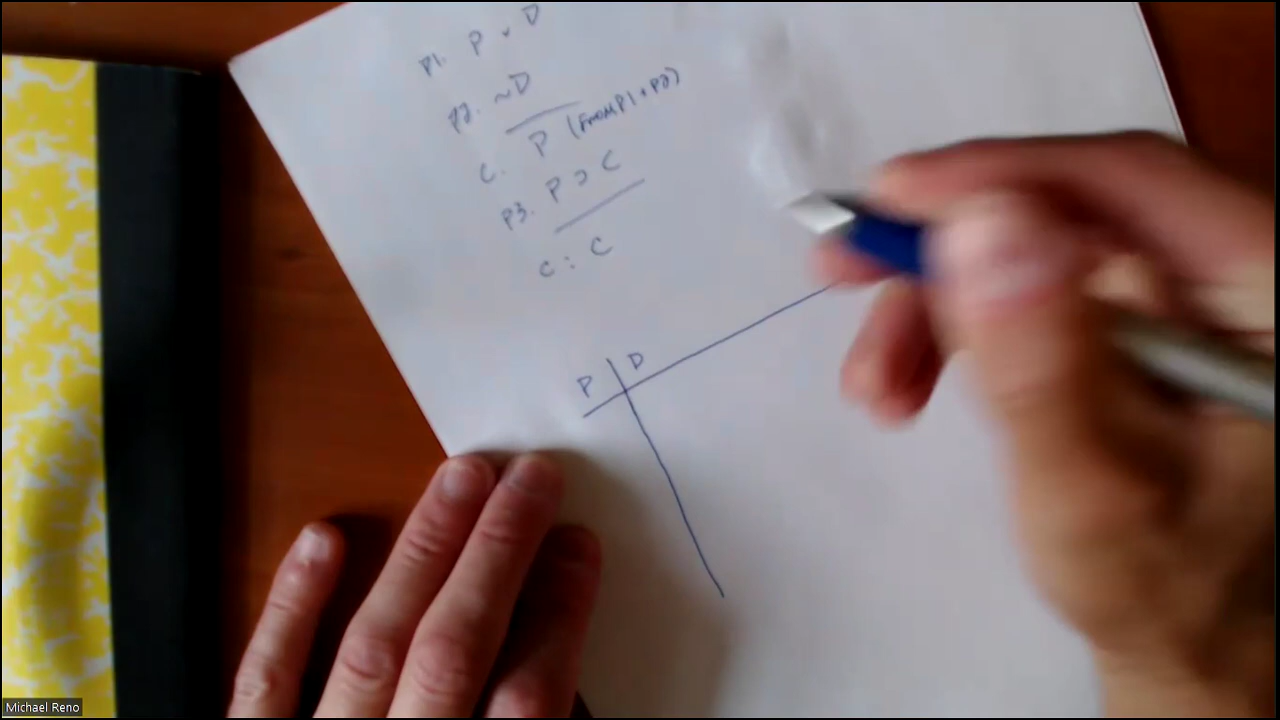 P1. P v D
P2. ~D
C. P (From P1 + P2)
P3. P ⊃ C
C: C
P D
Michael Reno